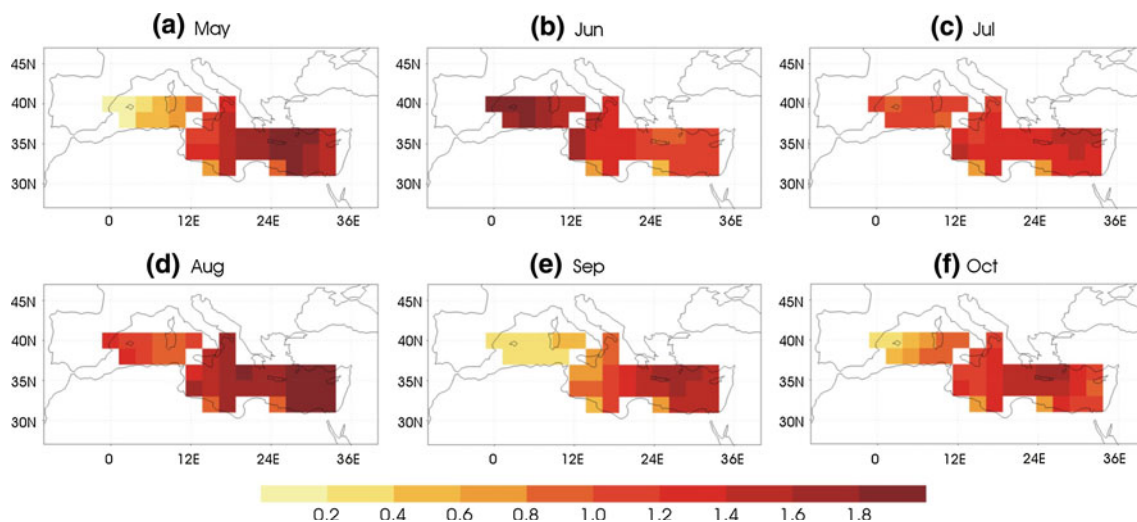 (a) May
(b) Jun
(c) Jul
45N
40N
35N
30N
0 12E 24E 36E
45N
40N
35N
30N
0 12E 24E 36E
45N
40N
35N
30N
0 12E 24E 36E
(d) Aug
(e) Sep
(f) Oct
45N
40N
35N
30N
0 12E 24E 36E
45N
40N
35N
30N
0 12E 24E 36E
45N
40N
35N
30N
0 12E 24E 36E
0.2 0.4 0.6 0.8 1.0 1.2 1.4 1.6 1.8